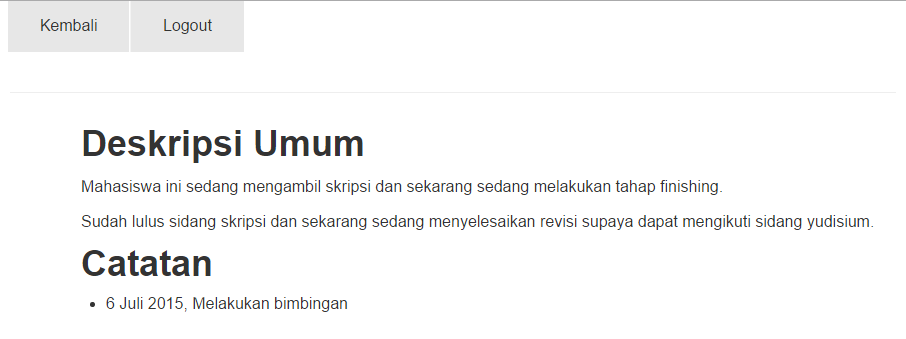 Kembali Logout
Deskripsi Umum
Mahasiswa ini sedang mengambil skripsi dan sekarang sedang melakukan tahap finishing.
Sudah lulus sidang skripsi dan sekarang sedang menyelesaikan revisi supaya dapat mengikuti sidang yudisium.
Catatan
• 6 Juli 2015, Melakukan bimbingan